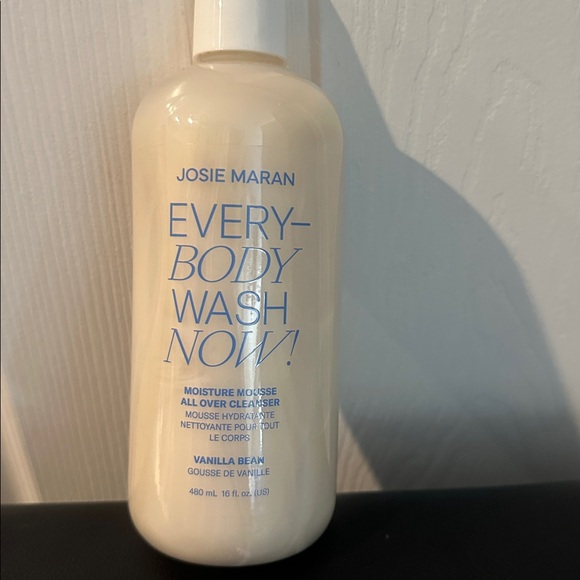 JOSIE MARAN
EVERY–
BODY
WASH
NOW!
MOISTURE MOUSSE
ALL OVER CLEANSER
MOUSSE HYDRATANTE
NETTOYANTE POUR TOUT
LE CORPS
VANILLA BEAN
GOUSSE DE VANILLE
480 mL 16 fl. oz. (US)